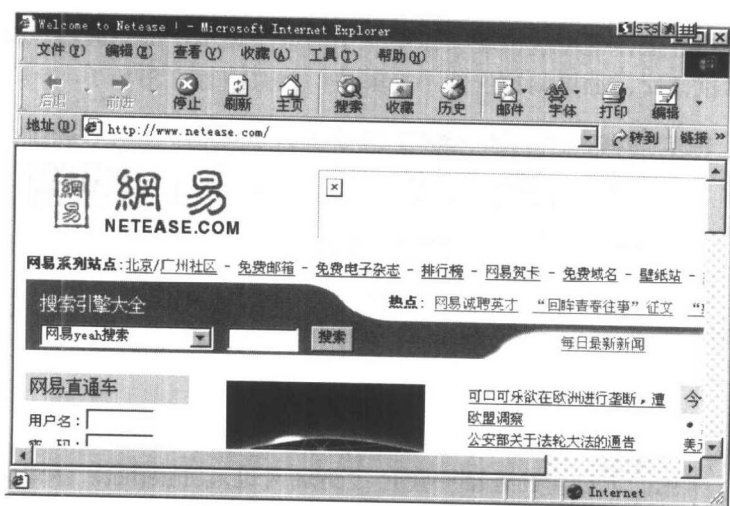 Welcome to Netease ! - Microsoft Internet Explorer
文件(F) 编辑(E) 查看(V) 收藏(A) 工具(T) 帮助(H)
后退 前进 停止 刷新 主页 搜索 收藏 历史 邮件 字体 打印 编辑
地址(D) http://www.netease.com/ 转到 链接 »
網易 網易
NETEASE.COM
网易系列站点:北京/广州社区 - 免费邮箱 - 免费电子杂志 - 排行榜 - 网易贺卡 - 免费域名 - 壁纸站 -
搜索引擎大全 热点: 网易诚聘英才 “回眸青春往事”征文
网易yeah搜索 搜索 每日最新新闻
网易直通车 可口可乐欲在欧洲进行垄断,遭 今
用户名: 欧盟调查
公安部关于法轮大法的通告
Internet